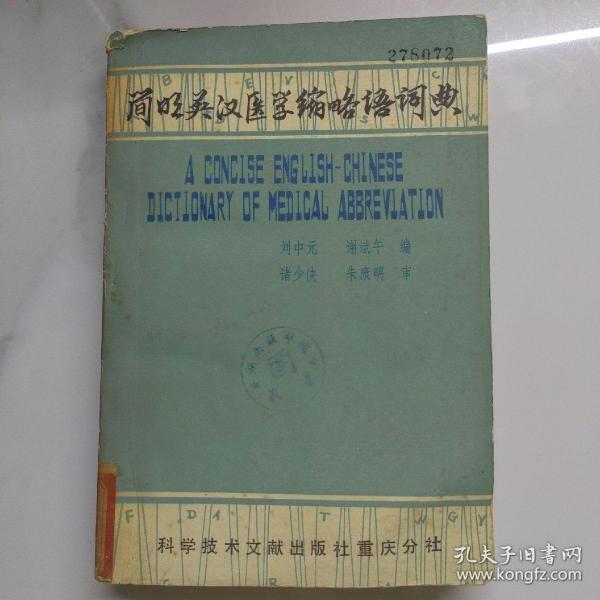 278072
B E V C
简明英汉医学缩略语词典
A CONCISE ENGLISH-CHINESE
DICTIONARY OF MEDICAL ABBREVIATION
刘中元 谢斌午 编
诸少侠 朱康明 审
F D A T W G Y
科学技术文献出版社重庆分社
孔夫子旧书网
www.kongfz.com